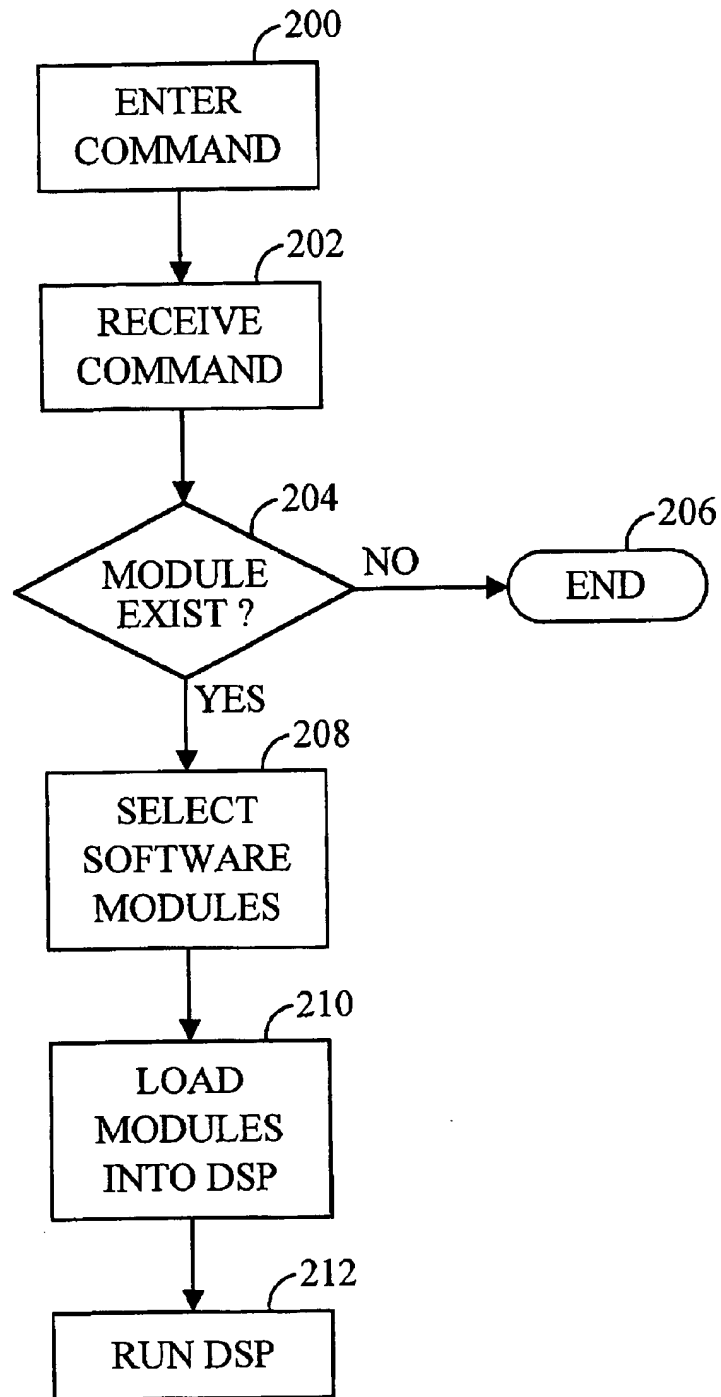 200
ENTER
COMMAND
202
RECEIVE
COMMAND
204
MODULE
EXIST ?
NO
206
END
YES
208
SELECT
SOFTWARE
MODULES
210
LOAD
MODULES
INTO DSP
212
RUN DSP